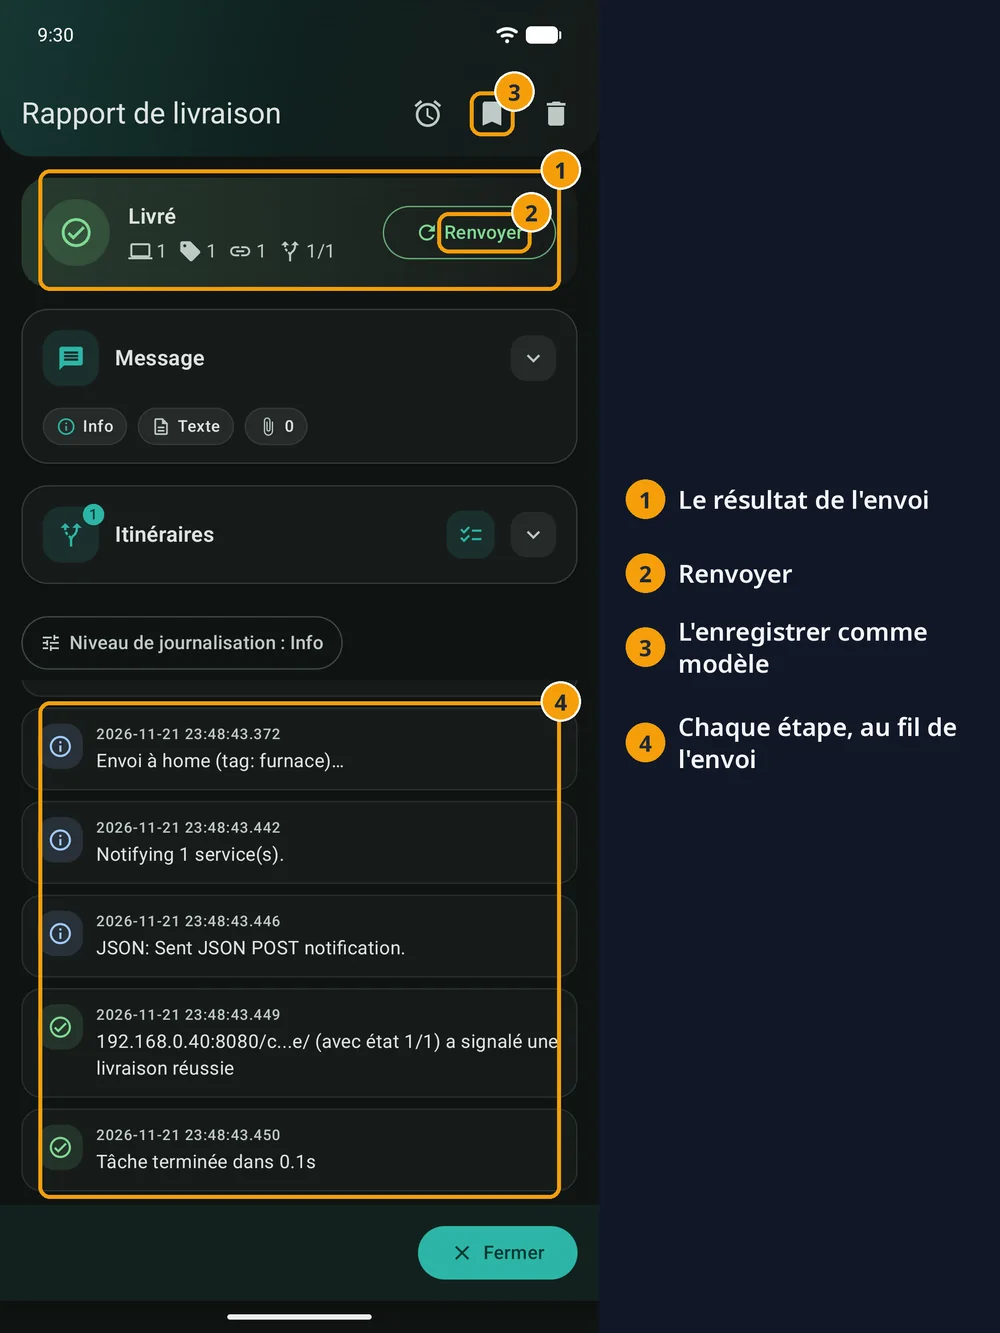 9:30
Rapport de livraison
3
1
Livré
2
Renvoyer
1 1 1 1/1
Message
Info Texte 0
1
Itinéraires
Niveau de journalisation : Info
4
2026-11-21 23:48:43.372
Envoi à home (tag: furnace)...
2026-11-21 23:48:43.442
Notifying 1 service(s).
2026-11-21 23:48:43.446
JSON: Sent JSON POST notification.
2026-11-21 23:48:43.449
192.168.0.40:8080/c...e/ (avec état 1/1) a signalé une
livraison réussie
2026-11-21 23:48:43.450
Tâche terminée dans 0.1s
Fermer
1 Le résultat de l'envoi
2 Renvoyer
3 L'enregistrer comme
modèle
4 Chaque étape, au fil de
l'envoi